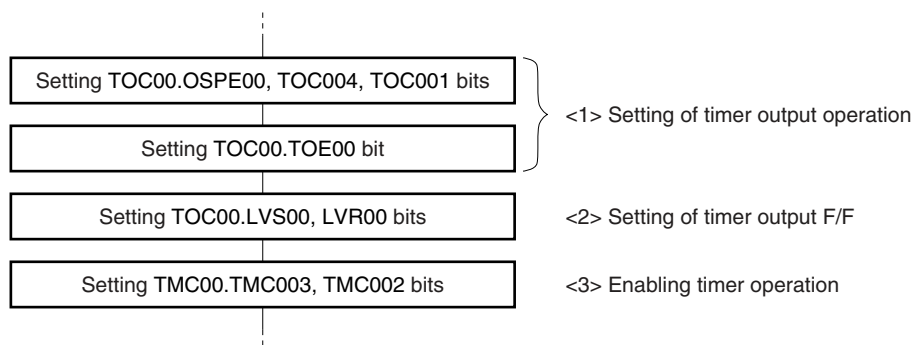 Setting TOC00.OSPE00, TOC004, TOC001 bits
<1> Setting of timer output operation
Setting TOC00.TOE00 bit
Setting TOC00.LVS00, LVR00 bits
<2> Setting of timer output F/F
Setting TMC00.TMC003, TMC002 bits
<3> Enabling timer operation